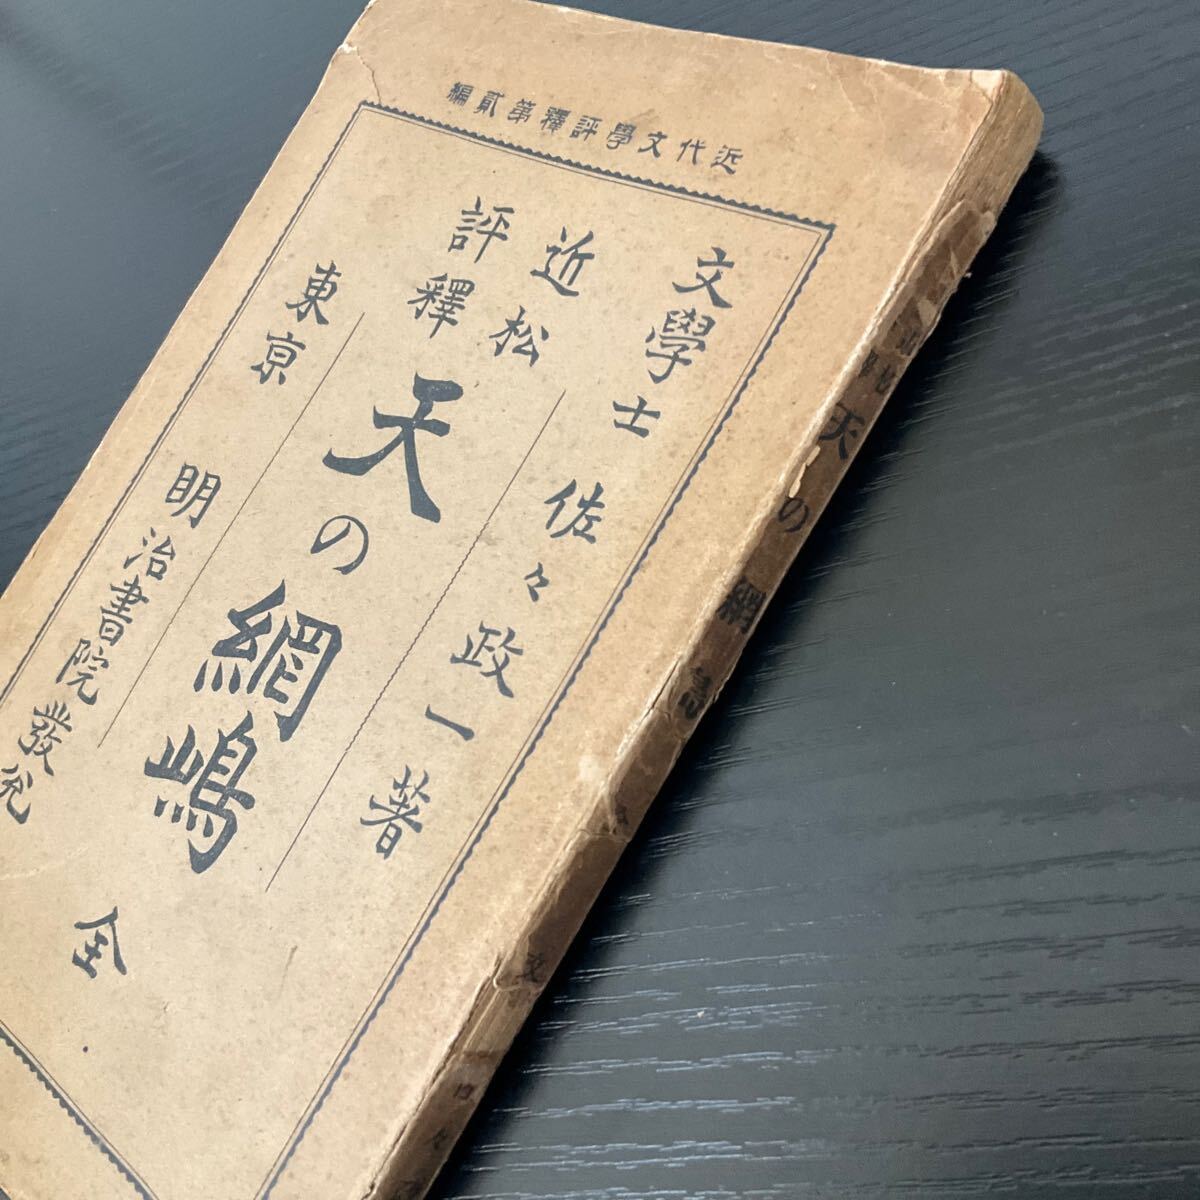 近代文學評釋第貳編
文學士 佐々政一著
近松
評釋
天の網嶋 全
東京 明治書院發兌
天の網嶋
文